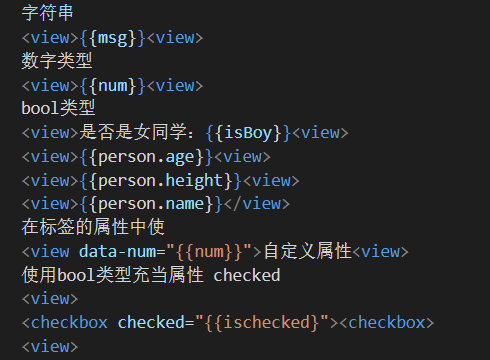 字符串
<view>{{msg}}<view>
数字类型
<view>{{num}}<view>
bool类型
<view>是否是女同学：{{isBoy}}<view>
<view>{{person.age}}<view>
<view>{{person.height}}<view>
<view>{{person.name}}</view>
在标签的属性中使
<view data-num="{{num}}">自定义属性<view>
使用bool类型充当属性 checked
<view>
<checkbox checked="{{ischecked}"><checkbox>
<view>